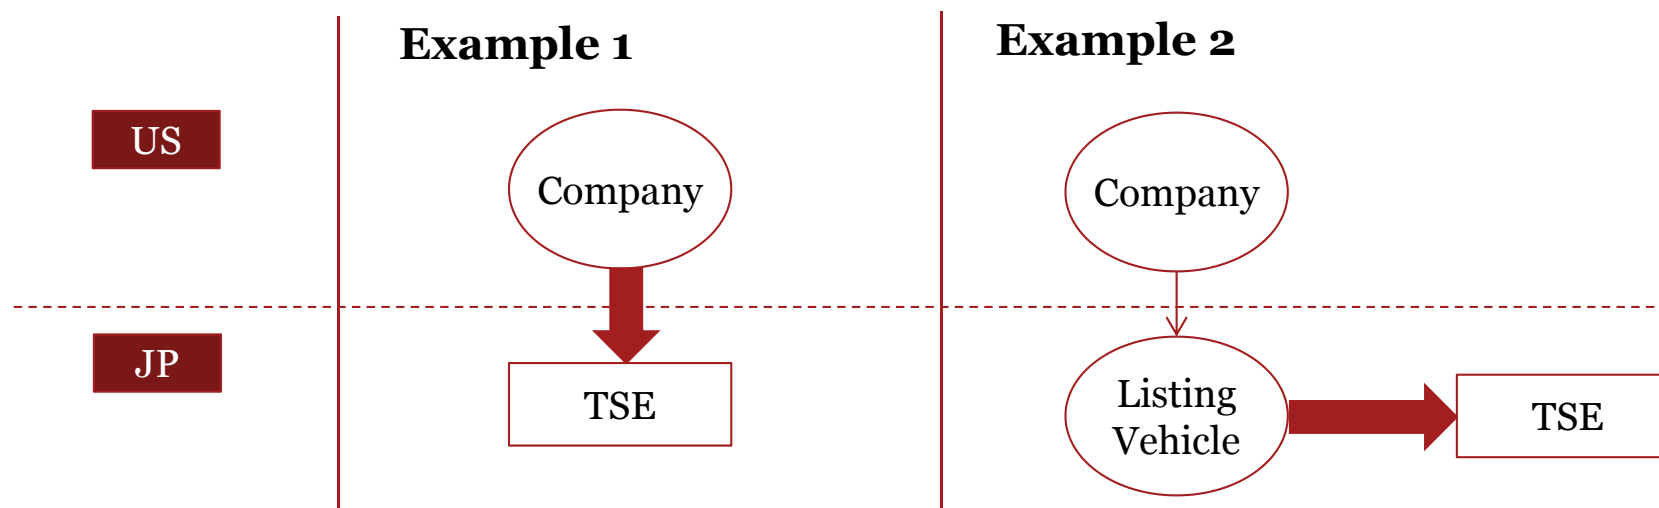 Example 1
Example 2
US
Company
Company
JP
TSE
Listing
Vehicle
TSE